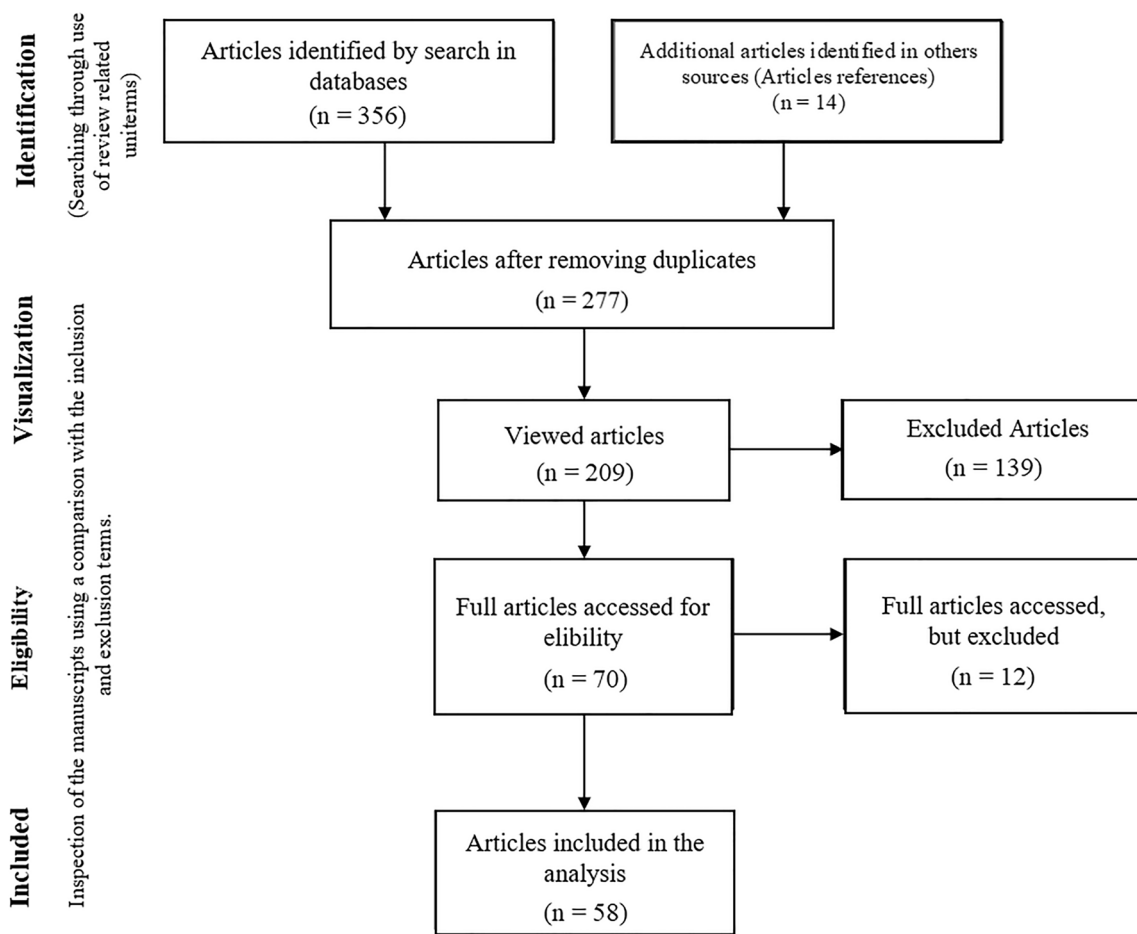 Identification
(Searching through use
of review related
uniterms)
Articles identified by search in
databases
(n = 356)
Additional articles identified in others
sources (Articles references)
(n = 14)
Articles after removing duplicates
(n = 277)
Visualization
Inspection of the manuscripts using a comparison with the inclusion
and exclusion terms.
Viewed articles
(n = 209)
Excluded Articles
(n = 139)
Eligibility
Full articles accessed for
elibility
(n = 70)
Full articles accessed,
but excluded
(n = 12)
Included
Articles included in the
analysis
(n = 58)